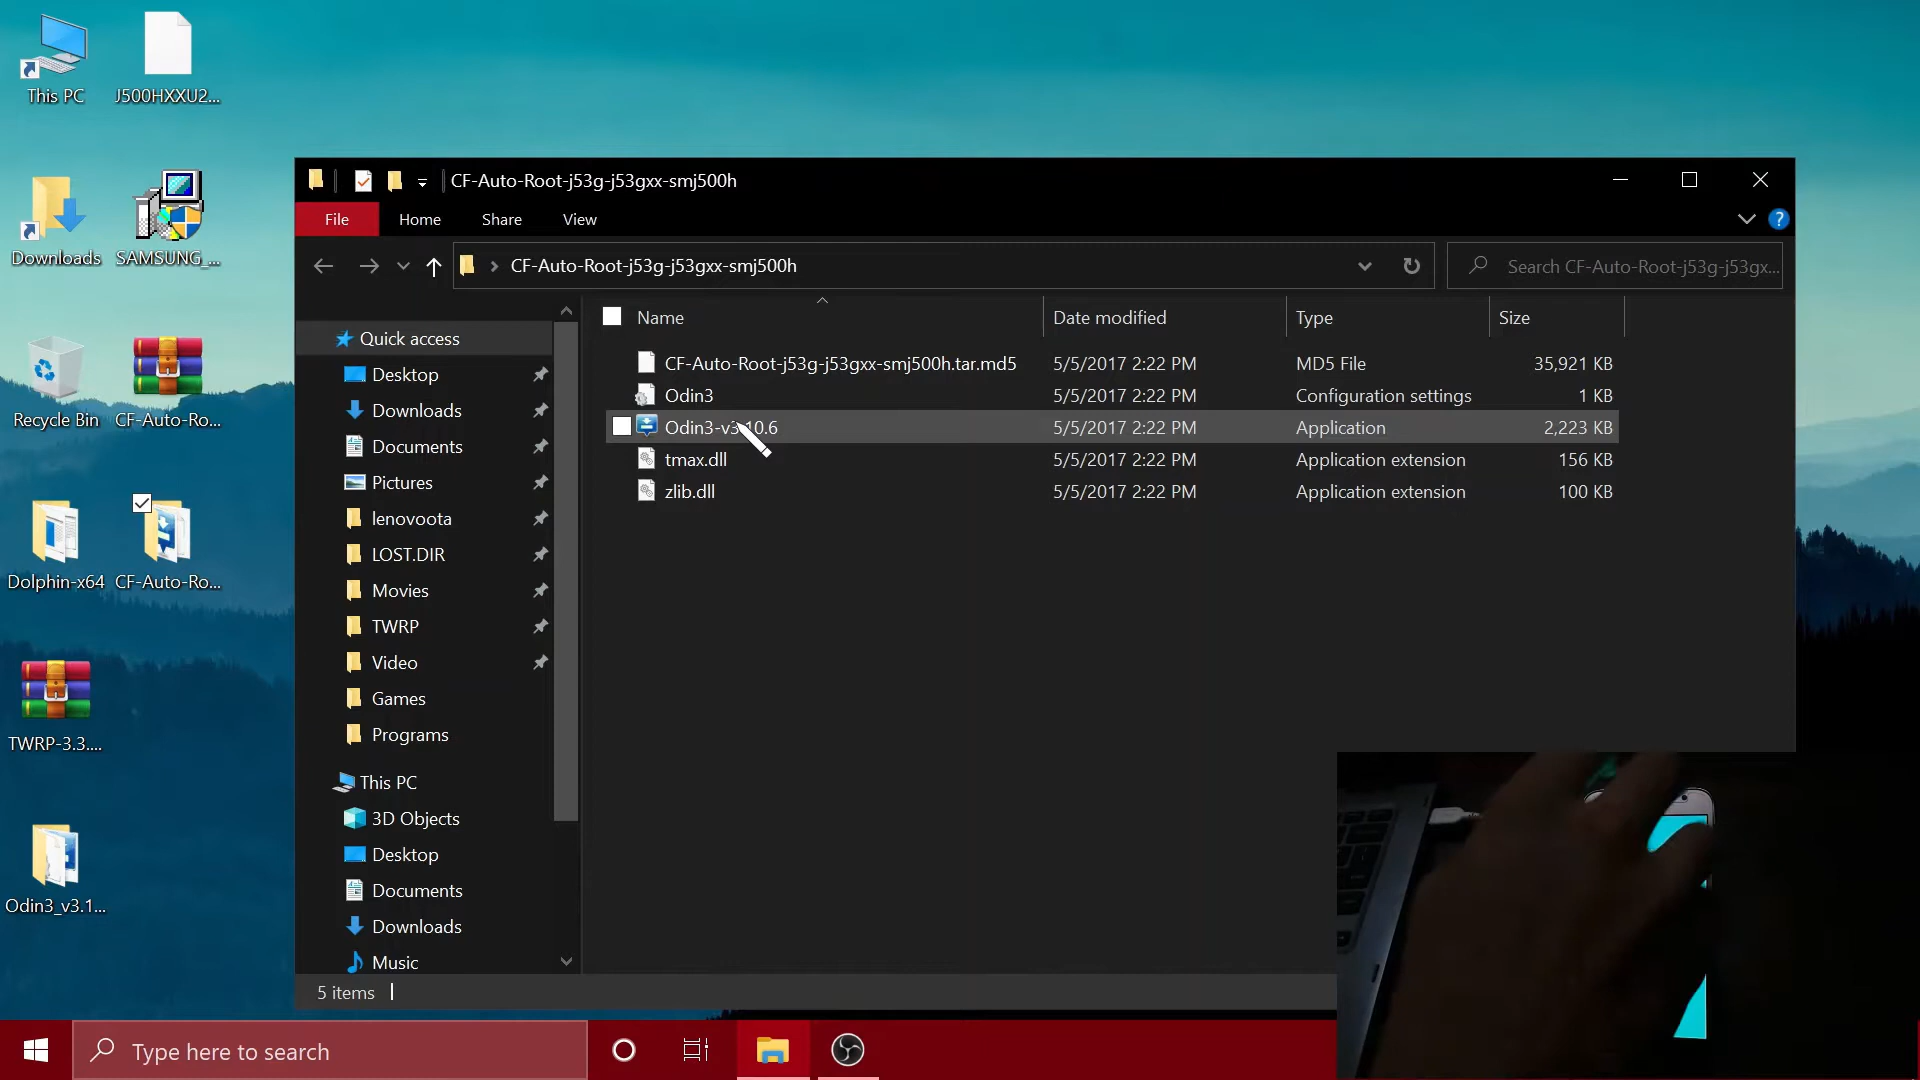 This PC
J500HXXU2...
Downloads
SAMSUNG_...
Recycle Bin
CF-Auto-Ro...
Dolphin-x64
CF-Auto-Ro...
TWRP-3.3....
Odin3_v3.1...
CF-Auto-Root-j53g-j53gxx-smj500h
File
Home
Share
View
?
CF-Auto-Root-j53g-j53gxx-smj500h
Search CF-Auto-Root-j53g-j53gx...
Quick access
Desktop
Downloads
Documents
Pictures
lenovoota
LOST.DIR
Movies
TWRP
Video
Games
Programs
This PC
3D Objects
Desktop
Documents
Downloads
Music
Name
Date modified
Type
Size
CF-Auto-Root-j53g-j53gxx-smj500h.tar.md5
5/5/2017 2:22 PM
MD5 File
35,921 KB
Odin3
5/5/2017 2:22 PM
Configuration settings
1 KB
Odin3-v3.10.6
5/5/2017 2:22 PM
Application
2,223 KB
tmax.dll
5/5/2017 2:22 PM
Application extension
156 KB
zlib.dll
5/5/2017 2:22 PM
Application extension
100 KB
5 items
Type here to search